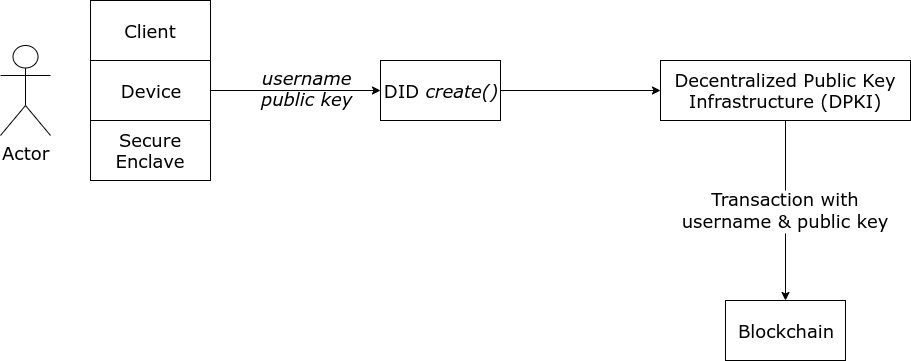 Client
Actor
Device
Secure
Enclave
username
public key
DID create()
Decentralized Public Key
Infrastructure (DPKI)
Transaction with
username & public key
Blockchain